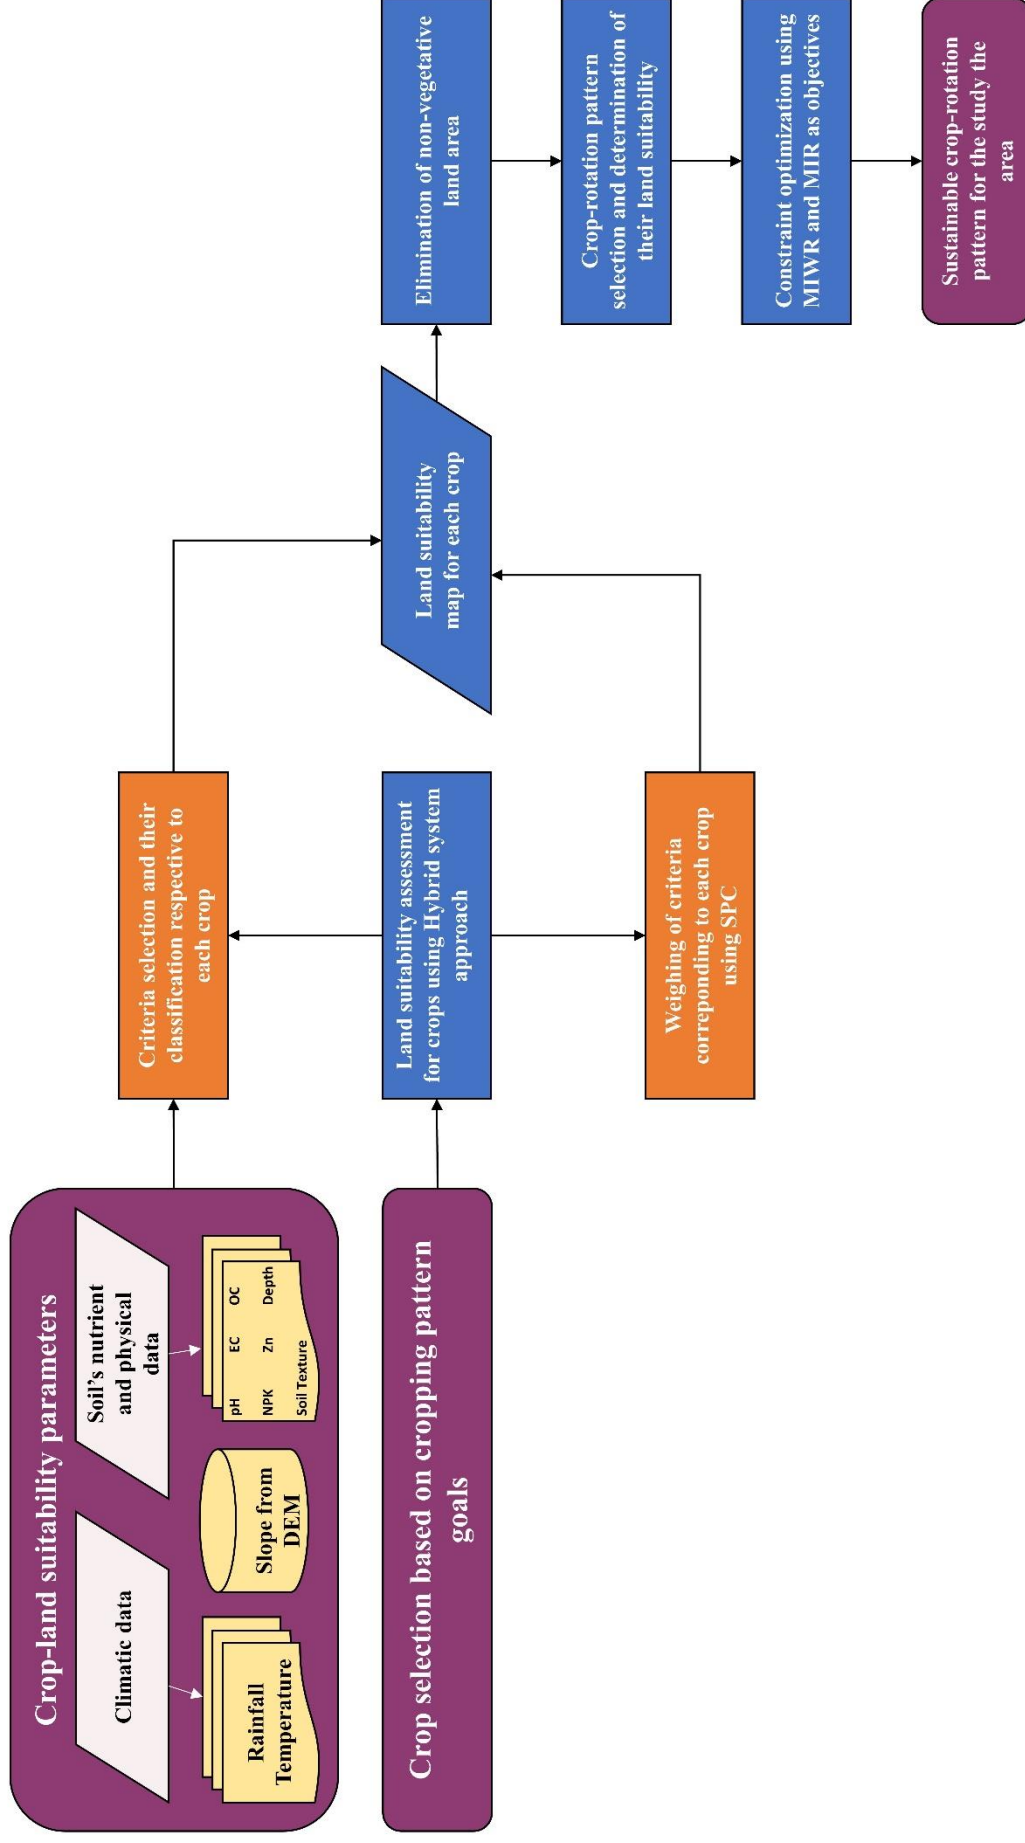 Crop-land suitability parameters
Climatic data
Soil's nutrient
and physical
data
Rainfall
Temperature
Slope from
DEM
pH EC OC
NPK Zn Depth
Soil Texture
Crop selection based on cropping pattern
goals
Criteria selection and their
classification respective to
each crop
Land suitability assessment
for crops using Hybrid system
approach
Weighing of criteria
correponding to each crop
using SPC
Land suitability
map for each crop
Elimination of non-vegetative
land area
Crop-rotation pattern
selection and determination of
their land suitability
Constraint optimization using
MIWR and MIR as objectives
Sustainable crop-rotation
pattern for the study the
area